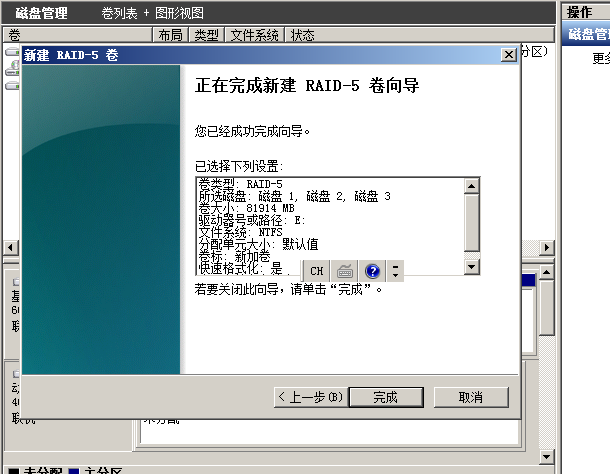 磁盘管理 卷列表 + 图形视图
操作
卷 布局 类型 文件系统 状态
磁盘管
分区)
更多
新建 RAID-5 卷
正在完成新建 RAID-5 卷向导
您已经成功完成向导。
已选择下列设置:
卷类型: RAID-5
所选磁盘: 磁盘 1, 磁盘 2, 磁盘 3
卷大小: 81914 MB
驱动器号或路径: E:
文件系统: NTFS
分配单元大小: 默认值
卷标: 新加卷
快速格式化: 是
CH
若要关闭此向导，请单击“完成”。
< 上一步(B) 完成 取消
联机
未分配
未分配 主分区